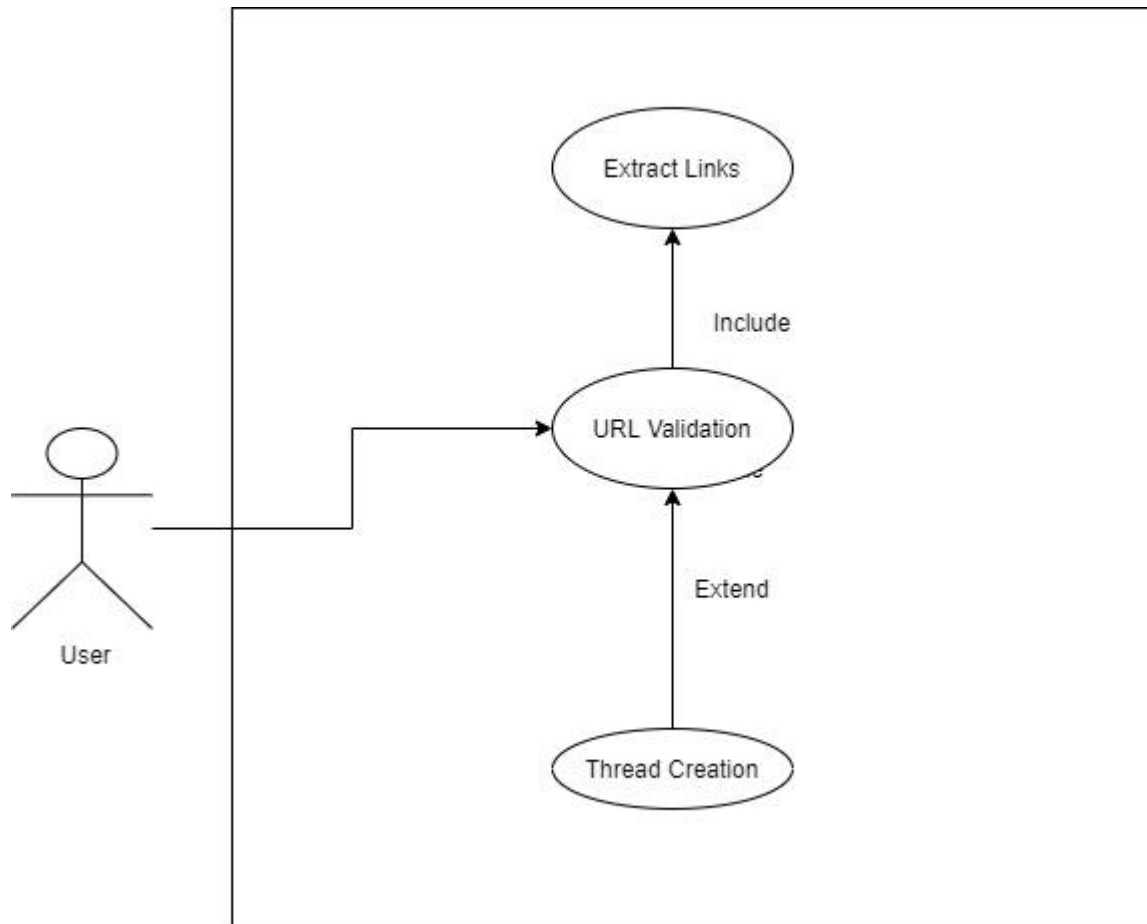 Extract Links
Include
URL Validation
Extend
Thread Creation
User